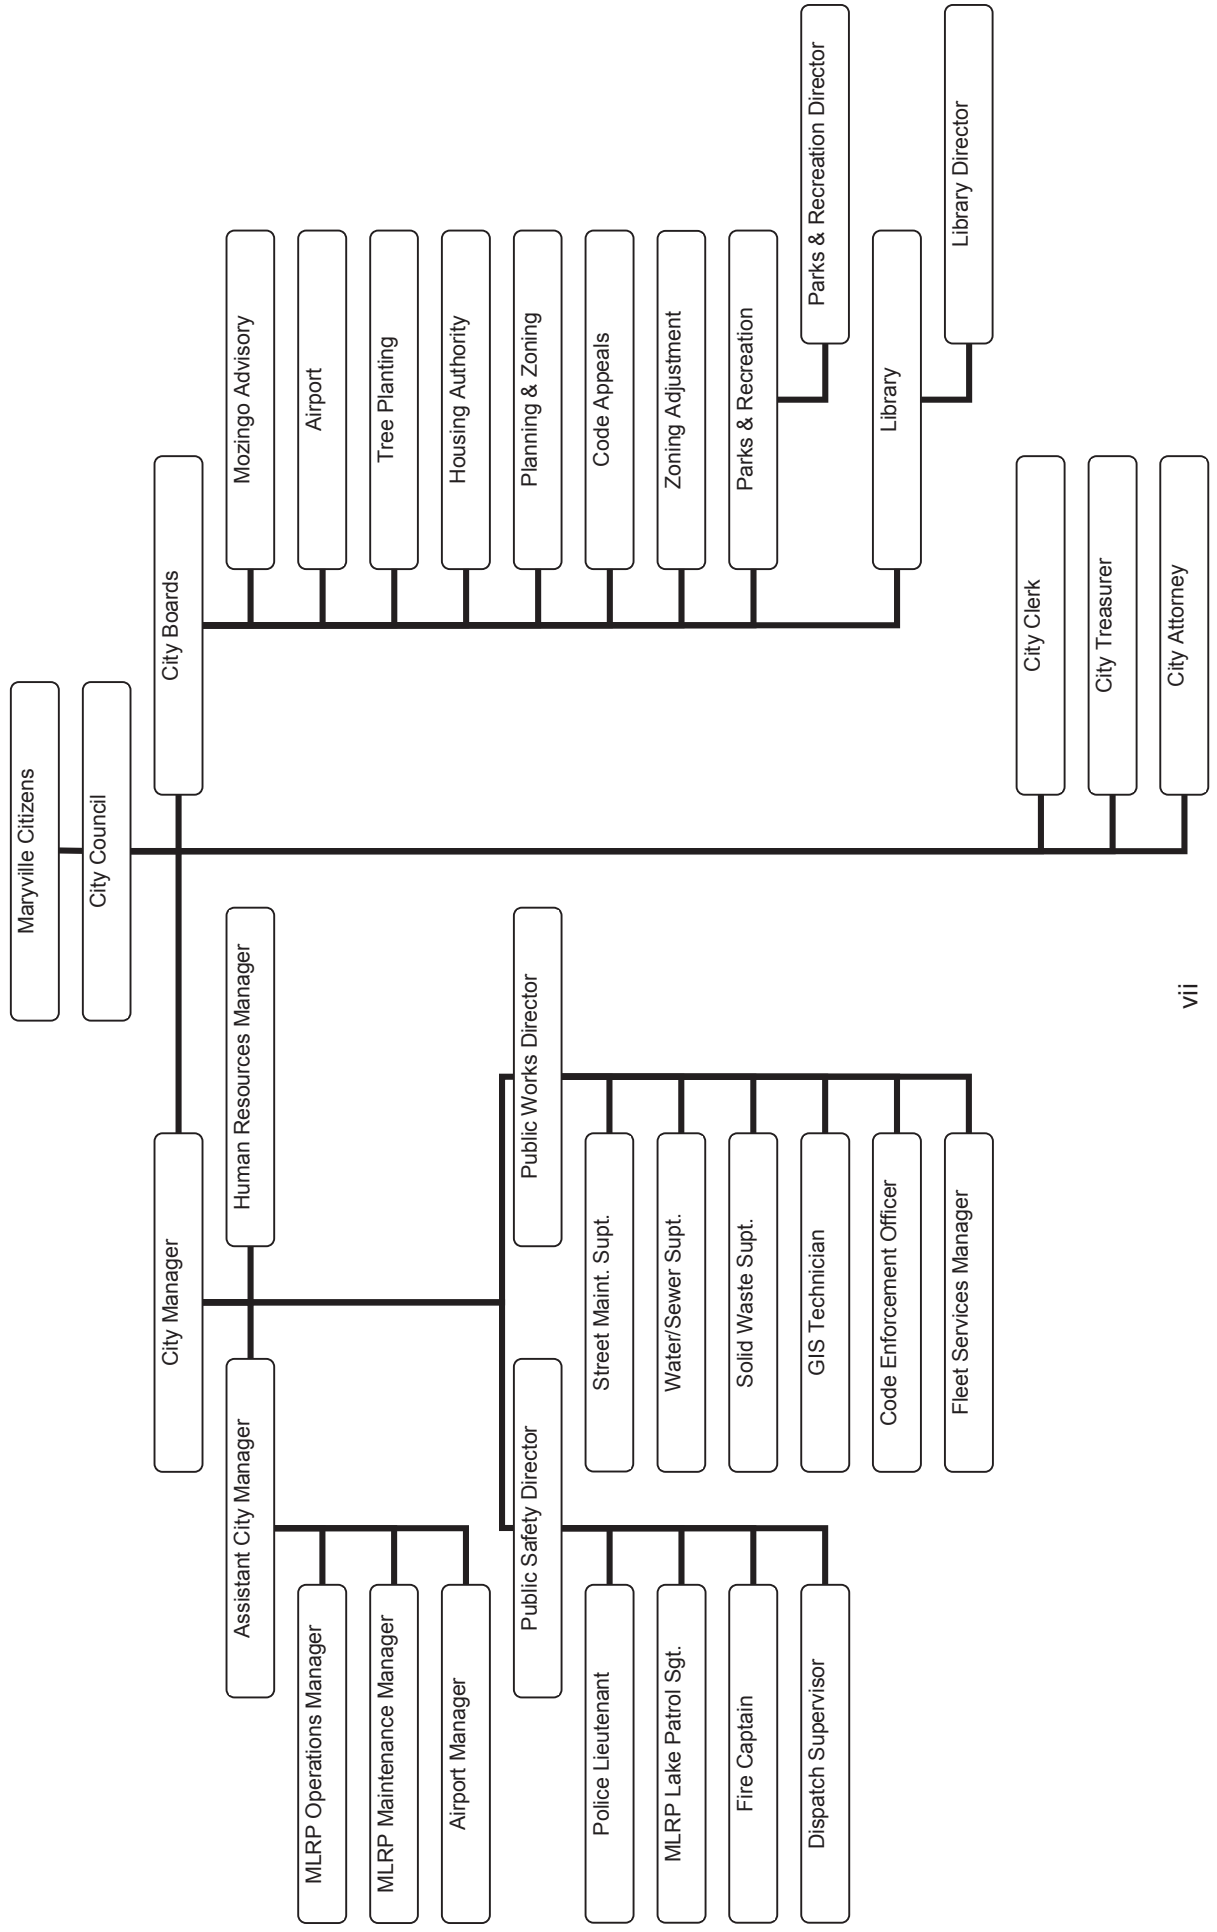 Maryville Citizens
City Council
City Manager
City Boards
Assistant City Manager
Human Resources Manager
MLRP Operations Manager
MLRP Maintenance Manager
Airport Manager
Public Safety Director
Public Works Director
Police Lieutenant
MLRP Lake Patrol Sgt.
Fire Captain
Dispatch Supervisor
Street Maint. Supt.
Water/Sewer Supt.
Solid Waste Supt.
GIS Technician
Code Enforcement Officer
Fleet Services Manager
Mozingo Advisory
Airport
Tree Planting
Housing Authority
Planning & Zoning
Code Appeals
Zoning Adjustment
Parks & Recreation
Parks & Recreation Director
Library
Library Director
City Clerk
City Treasurer
City Attorney
vii